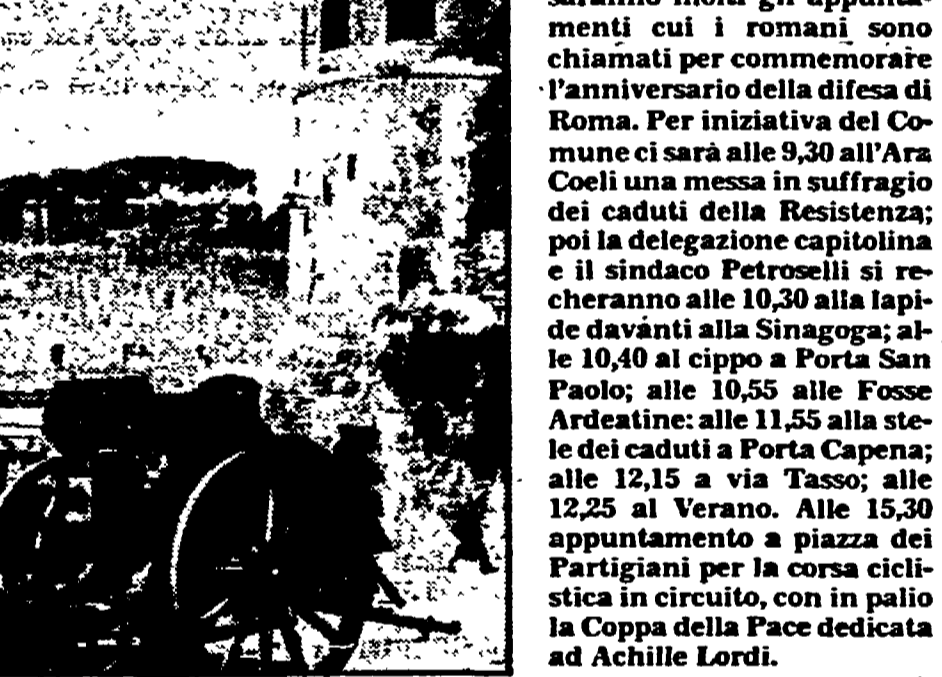 saranno molti gli appunta-
menti cui i romani sono
chiamati per commemorare
l'anniversario della difesa di
Roma. Per iniziativa del Co-
mune ci sarà alle 9,30 all'Ara
Coeli una messa in suffragio
dei caduti della Resistenza;
poi la delegazione capitolina
e il sindaco Petroselli si re-
cheranno alle 10,30 alla lapi-
de davánti alla Sinagoga; al-
le 10,40 al cippo a Porta San
Paolo; alle 10,55 alle Fosse
Ardeatine: alle 11,55 alla ste-
le dei caduti a Porta Capena;
alle 12,15 a via Tasso; alle
12,25 al Verano. Alle 15,30
appuntamento a piazza dei
Partigiani per la corsa cicli-
stica in circuito, con in palio
la Coppa della Pace dedicata
ad Achille Lordi.